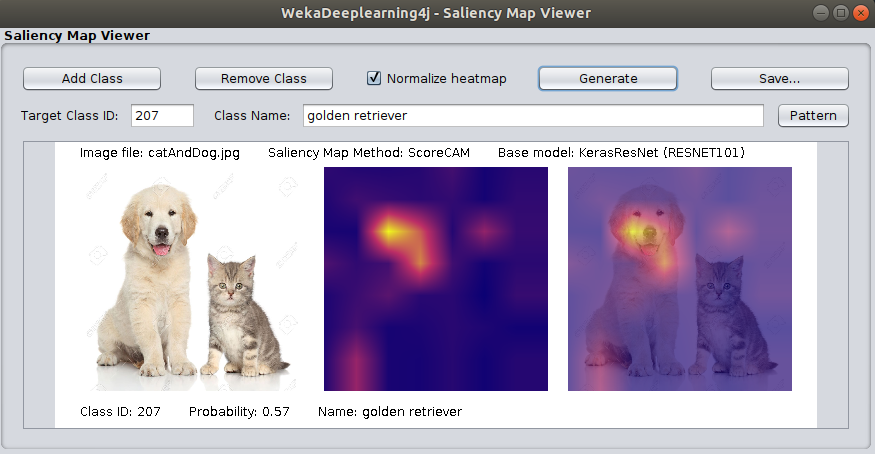 WekaDeeplearning4j - Saliency Map Viewer
Saliency Map Viewer
Add Class Remove Class Normalize heatmap Generate Save...
Target Class ID: 207 Class Name: golden retriever Pattern
Image file: catAndDog.jpg Saliency Map Method: ScoreCAM Base model: KerasResNet (RESNET101)
Class ID: 207 Probability: 0.57 Name: golden retriever